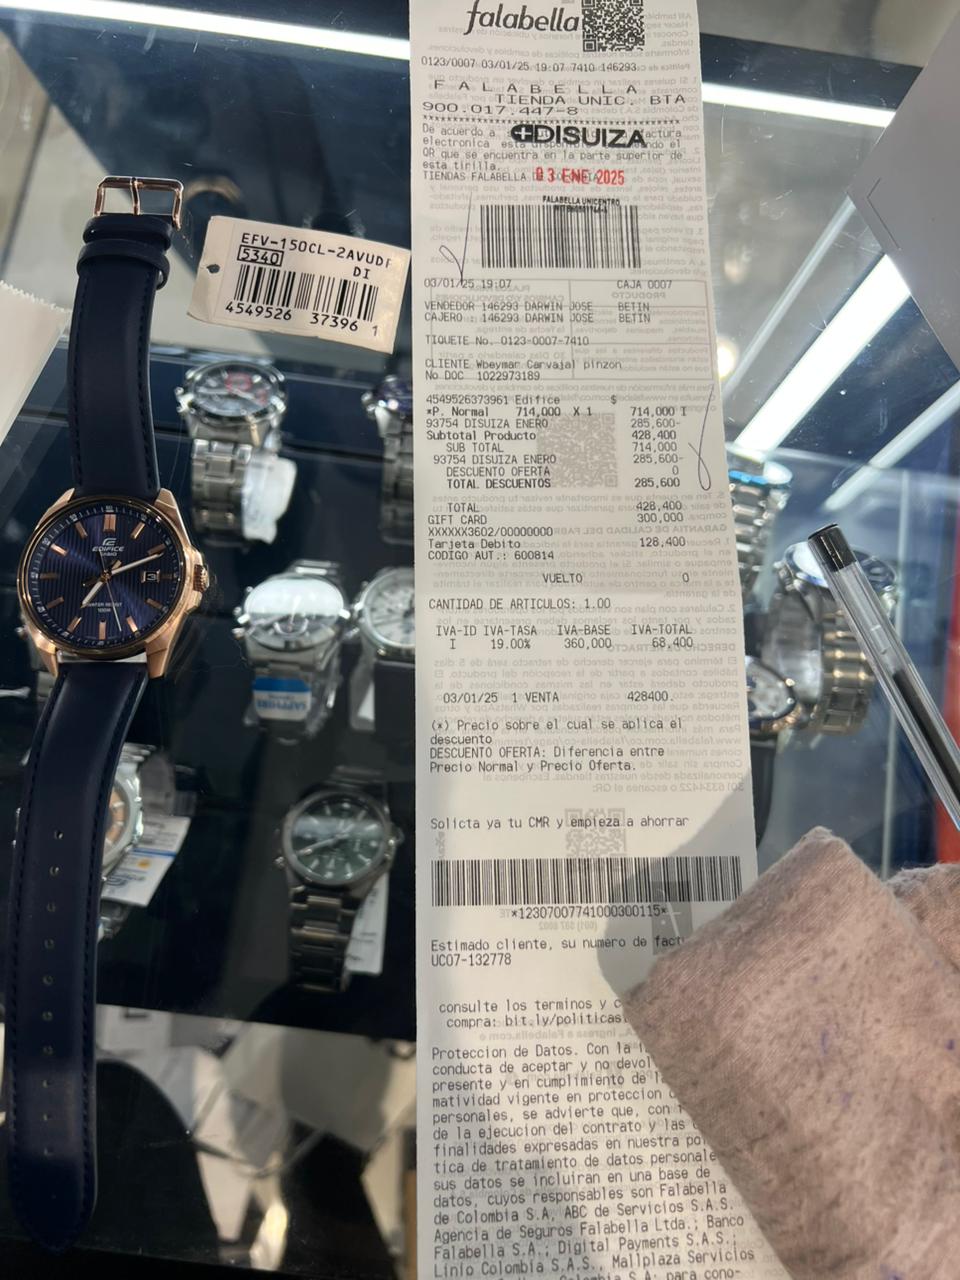 falabella
0123/0007 03/01/25 19:07 7410 146293
F A L A B E L L A
TIENDA UNIC. BTA
900.017.447-8
****************************************
De acuerdo a factura
DISUIZA
electronica esta el
QR que se encuentra en la parte superior de
esta tirilla.
TIENDAS FALABELLA
03 ENE 2025
FALABELLA UNICENTRO
03/01/25 19:07 CAJA 0007
VENDEDOR 146293 DARWIN JOSE BETIN
CAJERO : 146293 DARWIN JOSE BETIN
TIQUETE No. 0123-0007-7410
CLIENTE Wbeymar Carvajal pinzon
No DOC 1022973189
4549526373961 Edifice $
*P. Normal 714,000 X 1 714,000 I
93754 DISUIZA ENERO 285,600-
Subtotal Producto 428,400
SUB TOTAL 714,000
93754 DISUIZA ENERO 285,600-
DESCUENTO OFERTA 0
TOTAL DESCUENTOS 285,600
TOTAL 428,400
GIFT CARD 300,000
XXXXXX3602/00000000
Tarjeta Debito 128,400
CODIGO AUT.: 600814
VUELTO 0
CANTIDAD DE ARTICULOS: 1.00
IVA-ID IVA-TASA IVA-BASE IVA-TOTAL
I 19.00% 360,000 68,400
03/01/25 1 VENTA 428400.
(*) Precio sobre el cual se aplica el
descuento
DESCUENTO OFERTA: Diferencia entre
Precio Normal y Precio Oferta.
Solicta ya tu CMR y empieza a ahorrar
*12307007741000300115*
Estimado cliente, su numero de fact
UC07-132778
consulte los terminos y c
compra: bit.ly/politicas
Proteccion de Datos. Con la
conducta de aceptar y no devol
presente y en cumplimiento de l
matividad vigente en proteccion
personales, se advierte que, con
de la ejecucion del contrato y las
finalidades expresadas en nuestra pol
tica de tratamiento de datos personale
sus datos se incluiran en una base de
datos, cuyos responsables son Falabella
de Colombia S.A, ABC de Servicios S.A.S.
Agencia de Seguros Falabella Ltda.; Banco
Falabella S.A.; Digital Payments S.A.S.;
Linio Colombia S.A.S., Mallplaza Servicios
para cono-
EFV-150CL-2AVUDF
5340 DI
4549526 37396 1
EDIFICE
CASIO
31
WATER RESIST
100M
SAPPHIRE